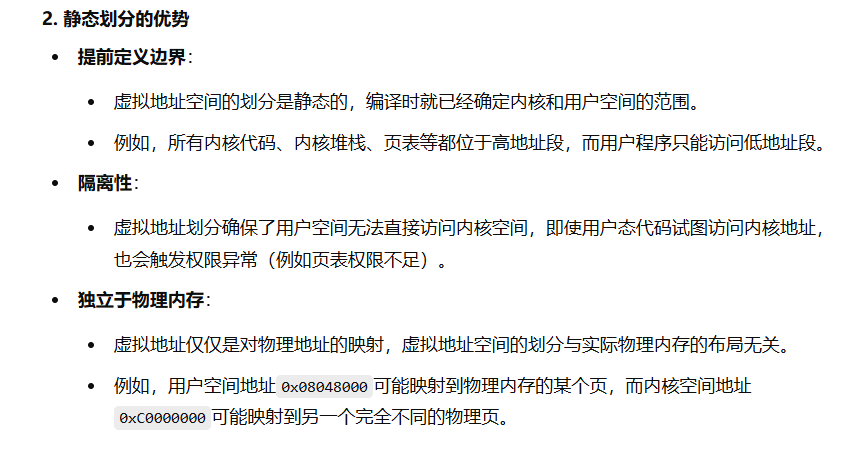 2. 静态划分的优势
提前定义边界：
虚拟地址空间的划分是静态的，编译时就已经确定内核和用户空间的范围。
例如，所有内核代码、内核堆栈、页表等都位于高地址段，而用户程序只能访问低地址段。
隔离性：
虚拟地址划分确保了用户空间无法直接访问内核空间，即使用户态代码试图访问内核地址，
也会触发权限异常（例如页表权限不足）。
独立于物理内存：
虚拟地址仅仅是对物理地址的映射，虚拟地址空间的划分与实际物理内存的布局无关。
例如，用户空间地址 0x08048000 可能映射到物理内存的某个页，而内核空间地址
0xC0000000 可能映射到另一个完全不同的物理页。